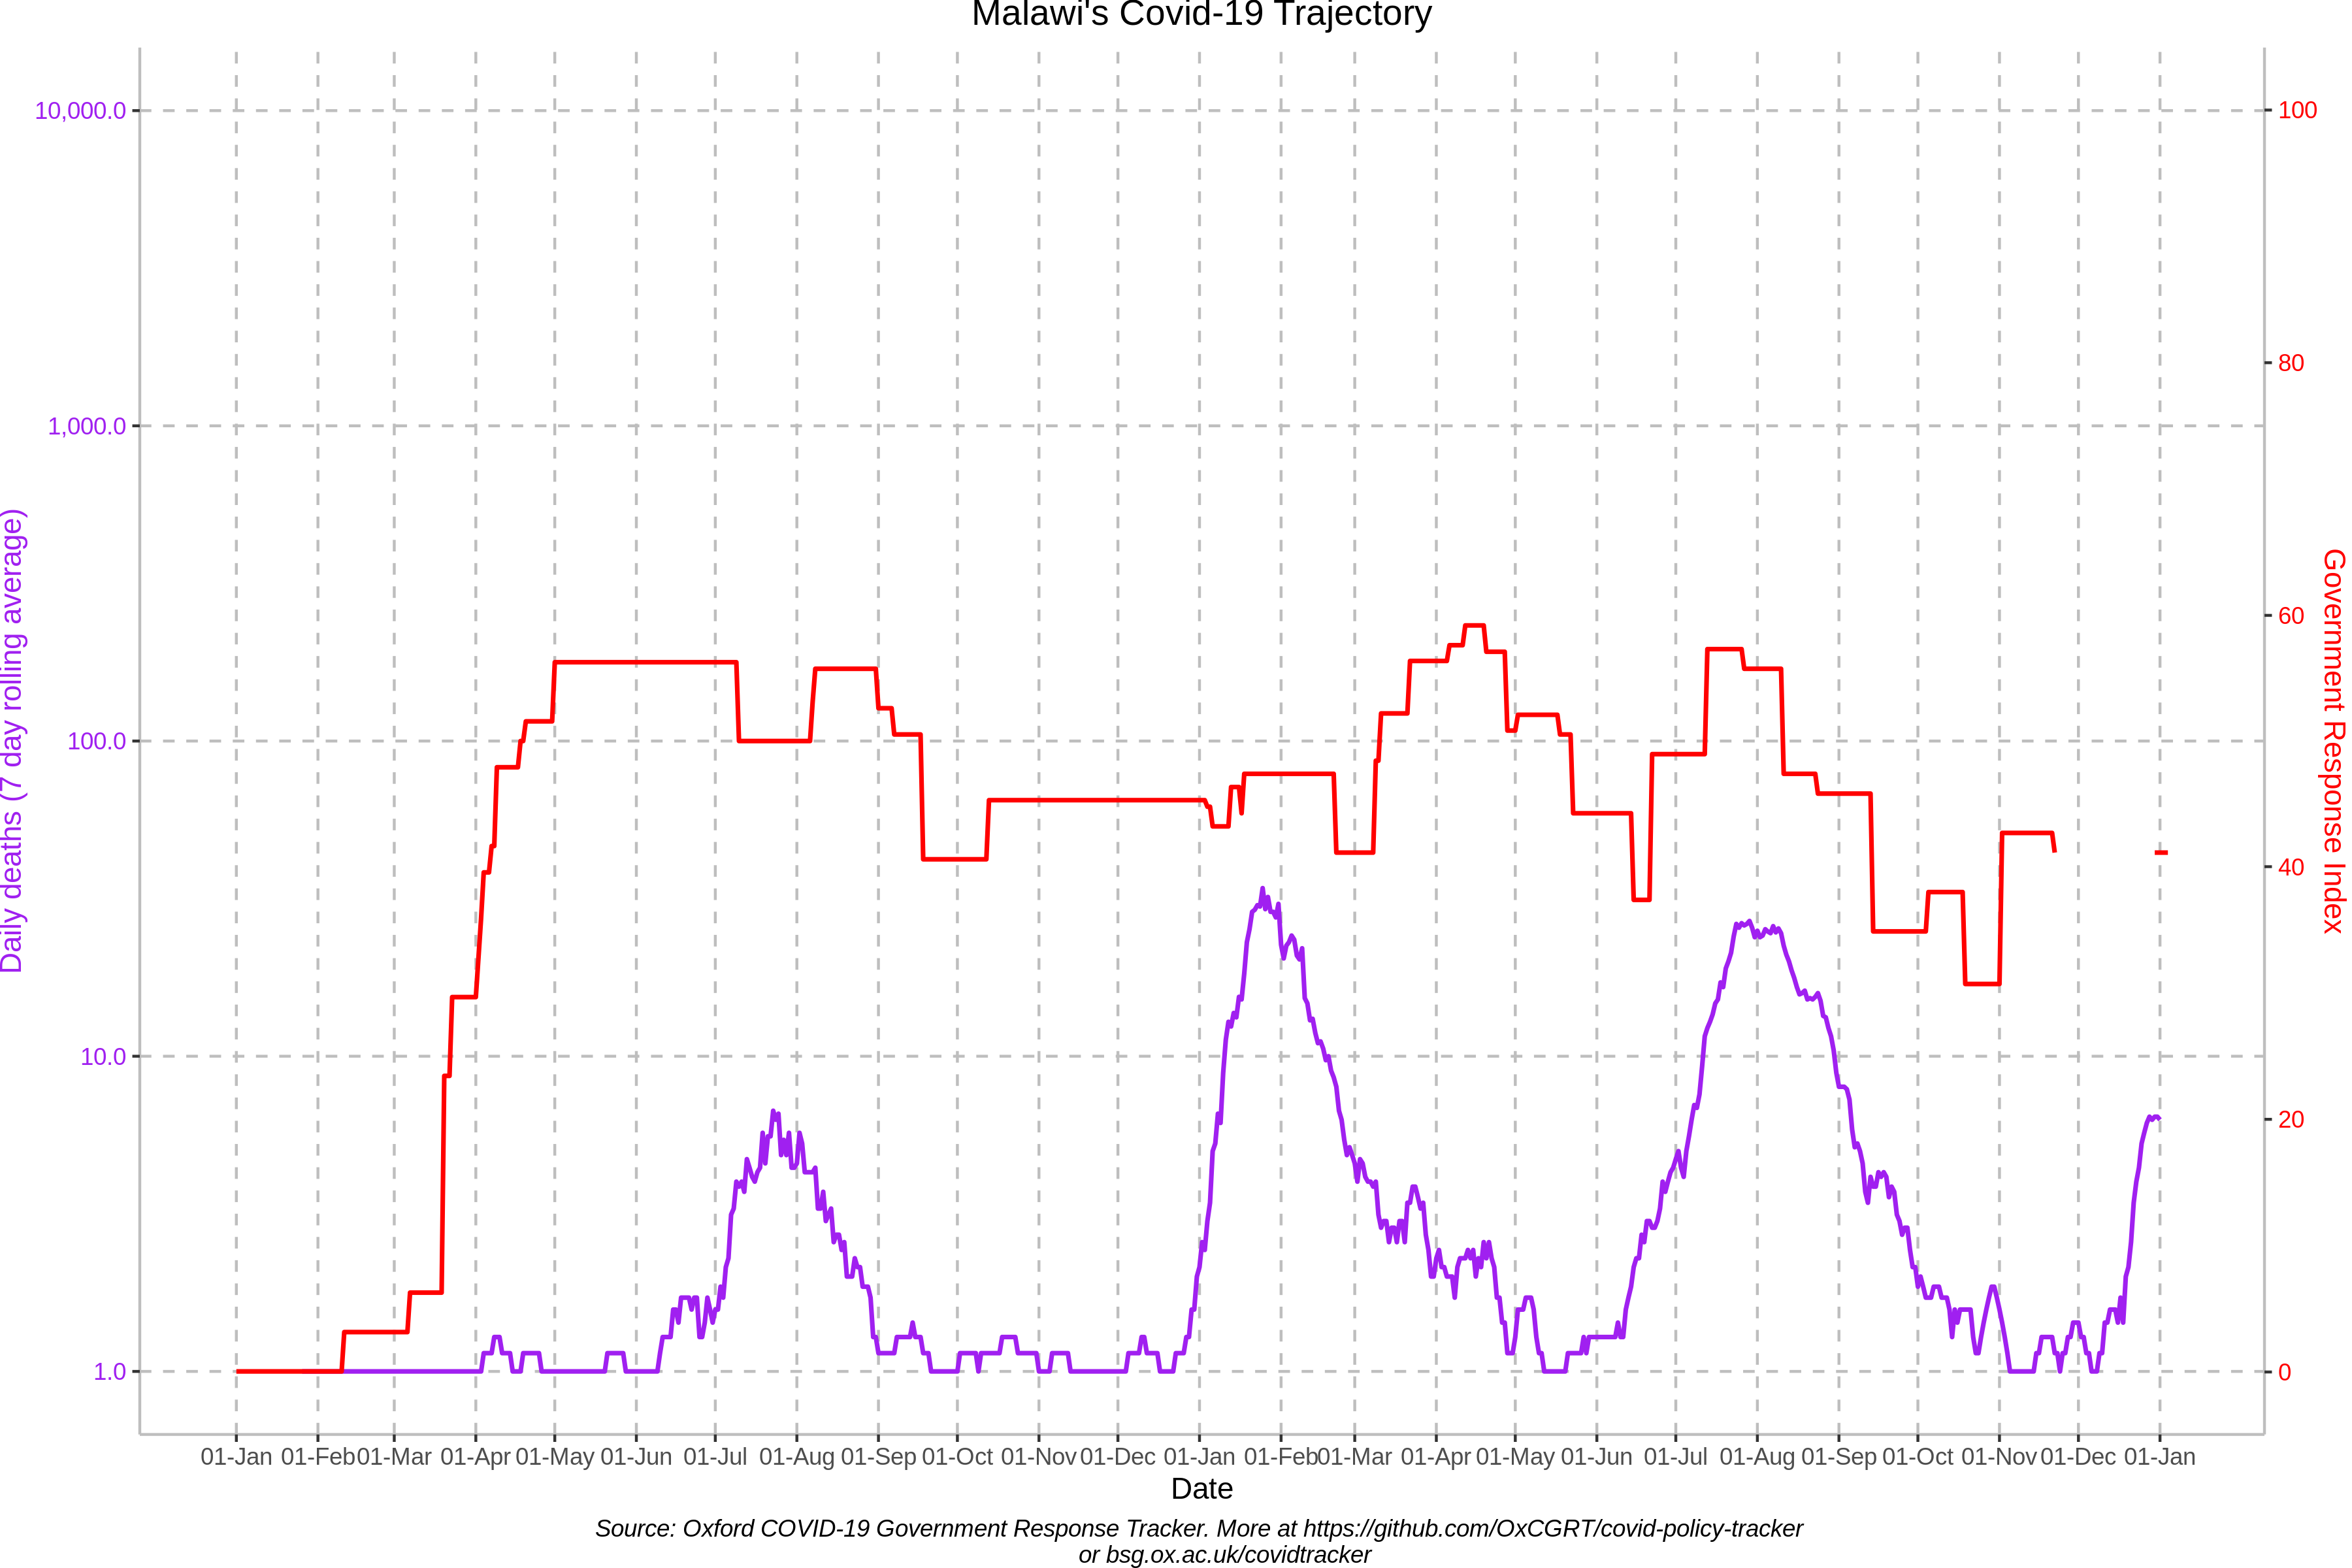 Malawi's Covid-19 Trajectory
10,000.0
1,000.0
100.0
10.0
1.0
Daily deaths (7 day rolling average)
100
80
60
40
20
0
Government Response Index
01-Jan 01-Feb 01-Mar 01-Apr 01-May 01-Jun 01-Jul 01-Aug 01-Sep 01-Oct 01-Nov 01-Dec 01-Jan 01-Feb 01-Mar 01-Apr 01-May 01-Jun 01-Jul 01-Aug 01-Sep 01-Oct 01-Nov 01-Dec 01-Jan
Date
Source: Oxford COVID-19 Government Response Tracker. More at https://github.com/OxCGRT/covid-policy-tracker
or bsg.ox.ac.uk/covidtracker